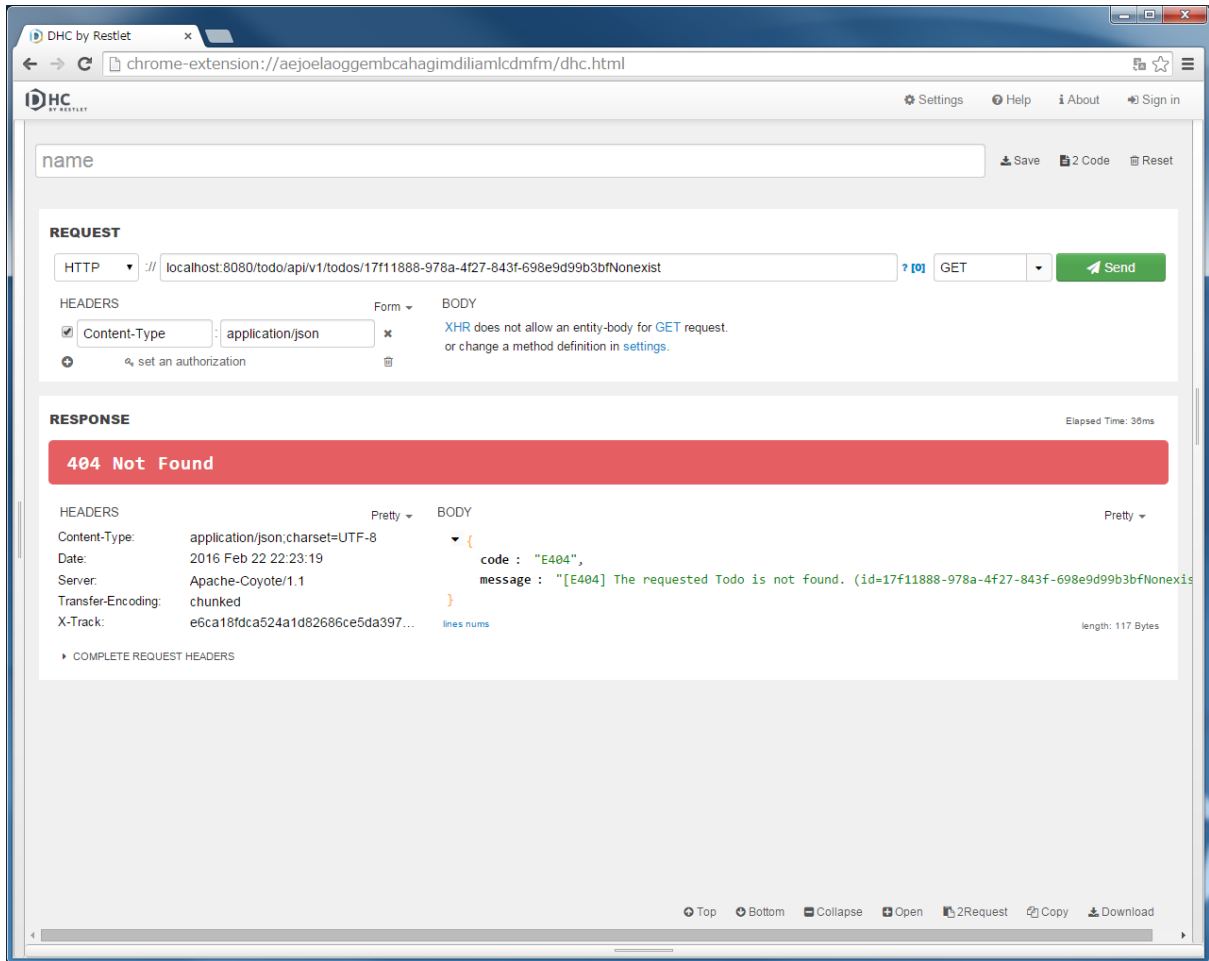 DHC by Restlet
chrome-extension://aejoelaoggembcahagimdiliamlcdmfm/dhc.html
DHC BY RESTLET Settings Help About Sign in
name Save 2 Code Reset
REQUEST
HTTP :// localhost:8080/todo/api/v1/todos/17f11888-978a-4f27-843f-698e9d99b3bfNonexist ? [0] GET Send
HEADERS Form BODY
Content-Type : application/json XHR does not allow an entity-body for GET request.
or change a method definition in settings.
set an authorization
RESPONSE Elapsed Time: 36ms
404 Not Found
HEADERS Pretty BODY Pretty
Content-Type: application/json;charset=UTF-8 {
Date: 2016 Feb 22 22:23:19 code : "E404",
Server: Apache-Coyote/1.1 message : "[E404] The requested Todo is not found. (id=17f11888-978a-4f27-843f-698e9d99b3bfNonexis
Transfer-Encoding: chunked }
X-Track: e6ca18fdca524a1d82686ce5da397... lines nums length: 117 Bytes
COMPLETE REQUEST HEADERS
Top Bottom Collapse Open 2Request Copy Download